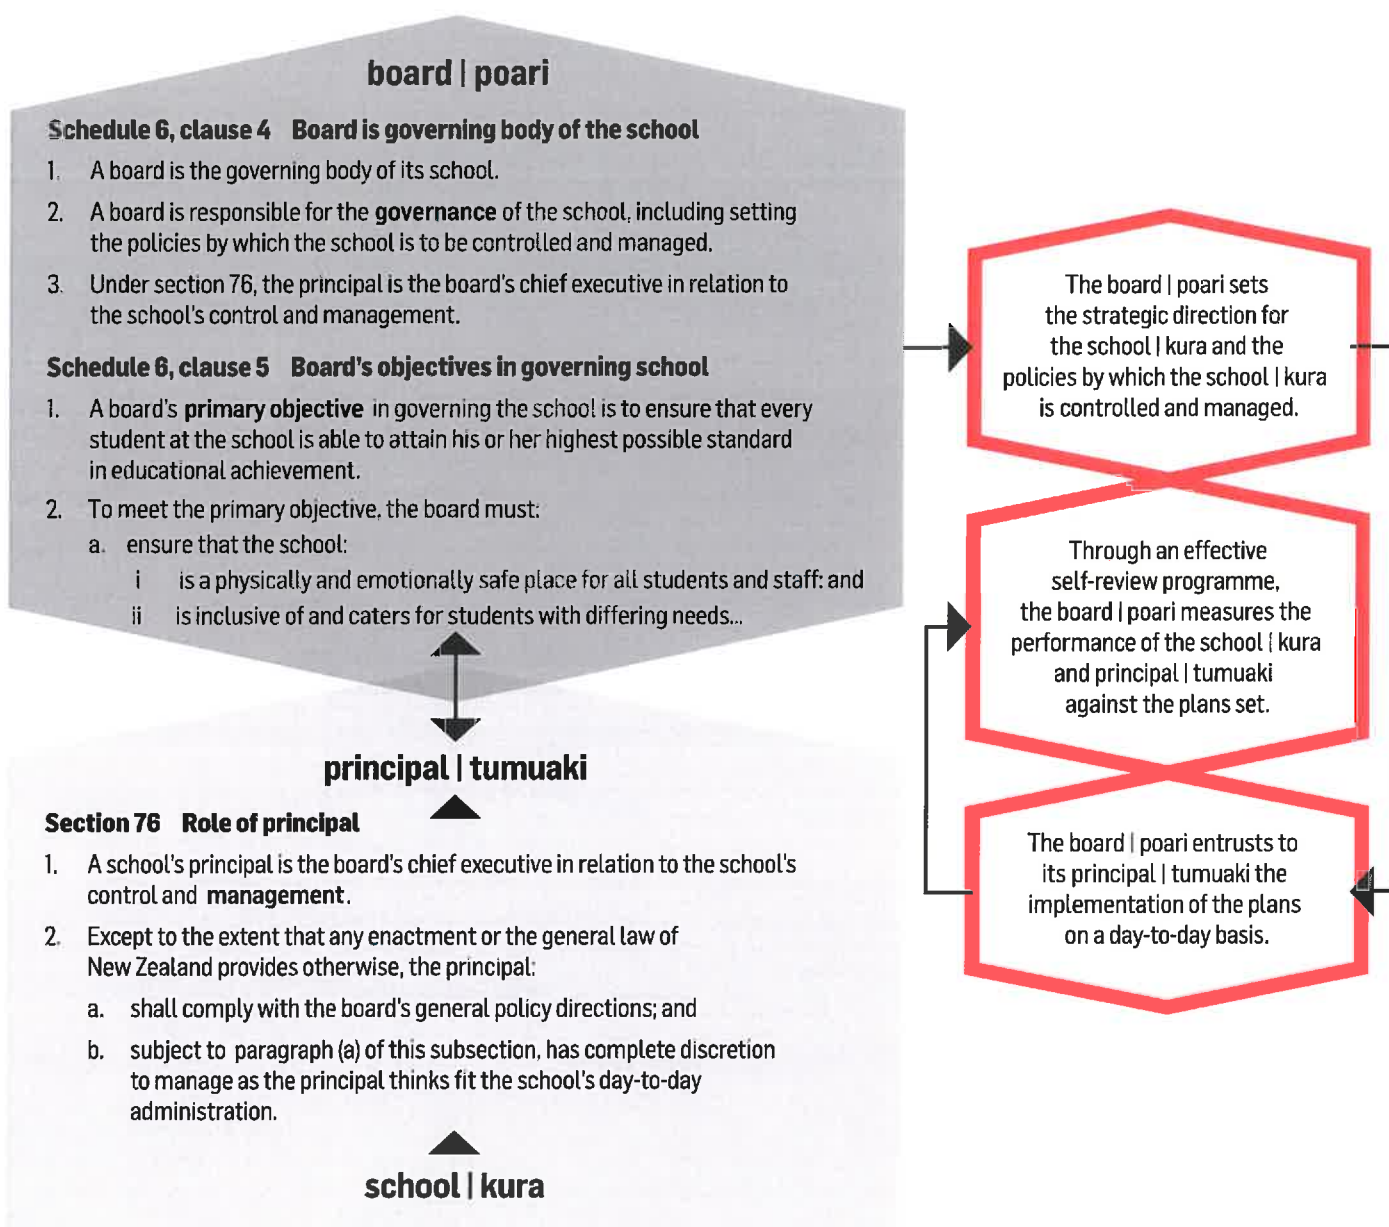 board | poari
Schedule 6, clause 4 Board is governing body of the school
1. A board is the governing body of its school.
2. A board is responsible for the governance of the school, including setting
the policies by which the school is to be controlled and managed.
3. Under section 76, the principal is the board's chief executive in relation to
the school's control and management.
Schedule 6, clause 5 Board's objectives in governing school
1. A board's primary objective in governing the school is to ensure that every
student at the school is able to attain his or her highest possible standard
in educational achievement.
2. To meet the primary objective, the board must:
a. ensure that the school:
i is a physically and emotionally safe place for all students and staff: and
ii is inclusive of and caters for students with differing needs...
principal | tumuaki
Section 76 Role of principal
1. A school's principal is the board's chief executive in relation to the school's
control and management.
2. Except to the extent that any enactment or the general law of
New Zealand provides otherwise, the principal:
a. shall comply with the board's general policy directions; and
b. subject to paragraph (a) of this subsection, has complete discretion
to manage as the principal thinks fit the school's day-to-day
administration.
school | kura
The board | poari sets
the strategic direction for
the school | kura and the
policies by which the school | kura
is controlled and managed.
Through an effective
self-review programme,
the board | poari measures the
performance of the school | kura
and principal | tumuaki
against the plans set.
The board | poari entrusts to
its principal | tumuaki the
implementation of the plans
on a day-to-day basis.